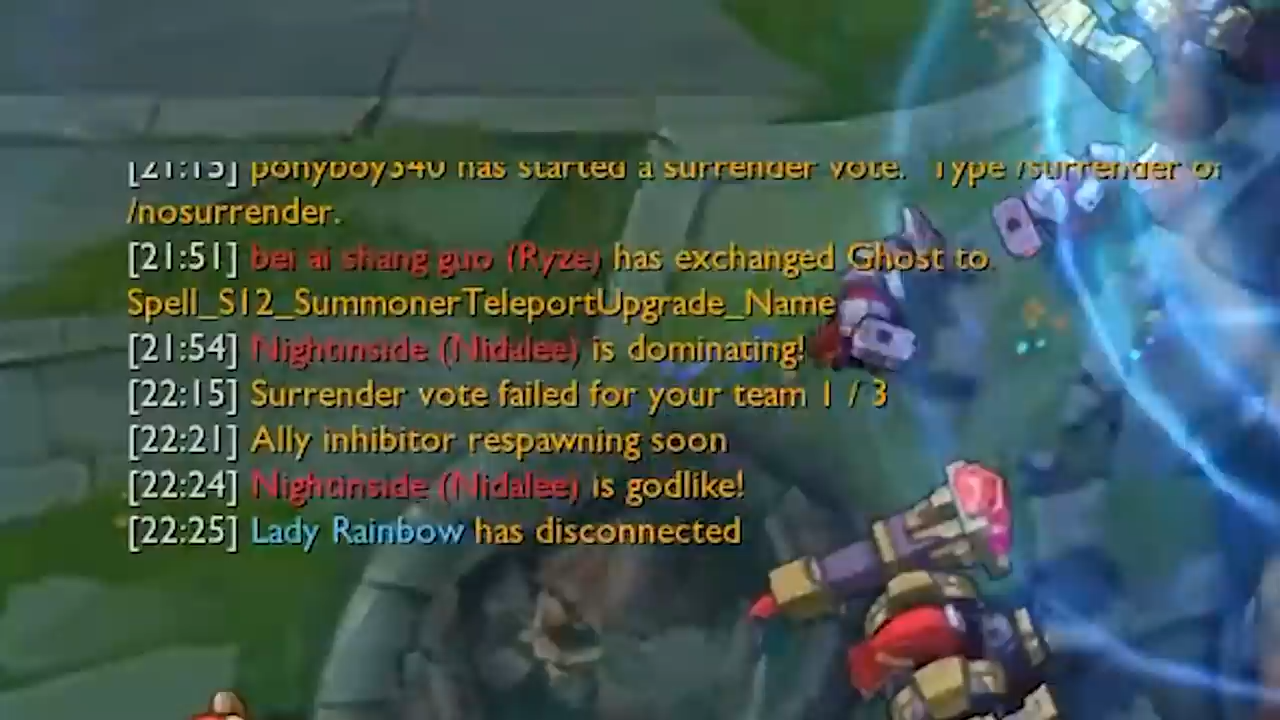 [21:13] ponyboy340 has started a surrender vote. Type /surrender or
/nosurrender.
[21:51] bei ai shang guo (Ryze) has exchanged Ghost to
Spell_S12_SummonerTeleportUpgrade_Name
[21:54] Nightinside (Nidalee) is dominating!
[22:15] Surrender vote failed for your team 1 / 3
[22:21] Ally inhibitor respawning soon
[22:24] Nightinside (Nidalee) is godlike!
[22:25] Lady Rainbow has disconnected